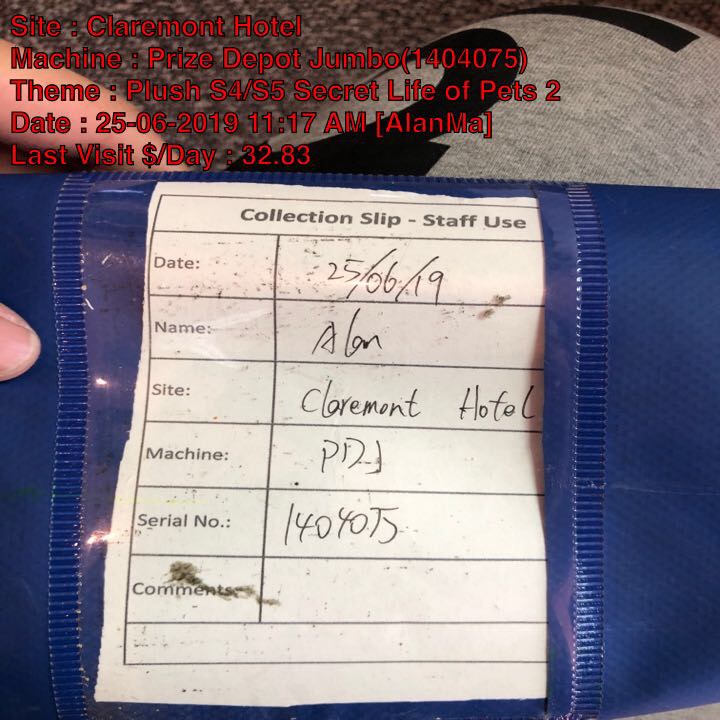 Site : Claremont Hotel
Machine : Prize Depot Jumbo(1404075)
Theme : Plush S4/S5 Secret Life of Pets 2
Date : 25-06-2019 11:17 AM [AlanMa]
Last Visit $/Day : 32.83
Collection Slip - Staff Use
Date: 25/06/19
Name: Alan
Site: Claremont Hotel
Machine: PDJ
Serial No.: 1404075
Comments: